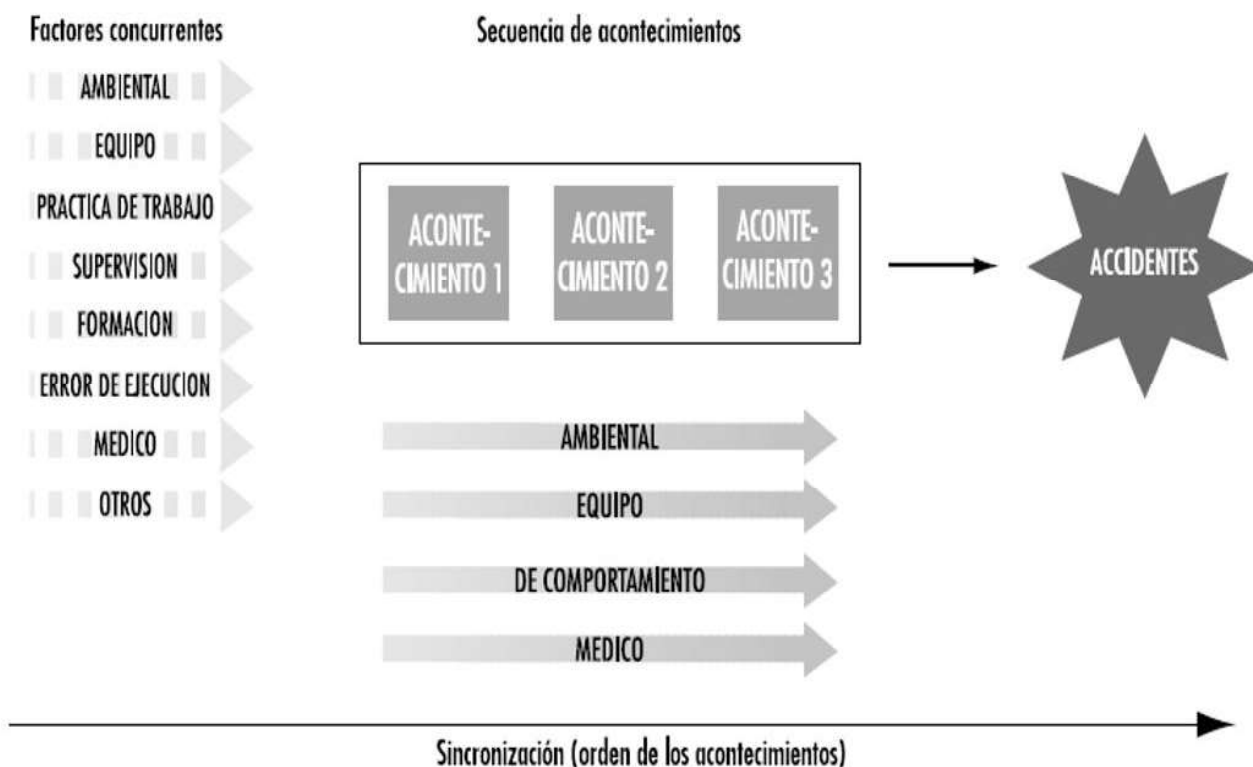 Factores concurrentes
AMBIENTAL
EQUIPO
PRACTICA DE TRABAJO
SUPERVISION
FORMACION
ERROR DE EJECUCION
MEDICO
OTROS
Secuencia de acontecimientos
ACONTE-
CIMIENTO 1
ACONTE-
CIMIENTO 2
ACONTE-
CIMIENTO 3
ACCIDENTES
AMBIENTAL
EQUIPO
DE COMPORTAMIENTO
MEDICO
Sincronización (orden de los acontecimientos)